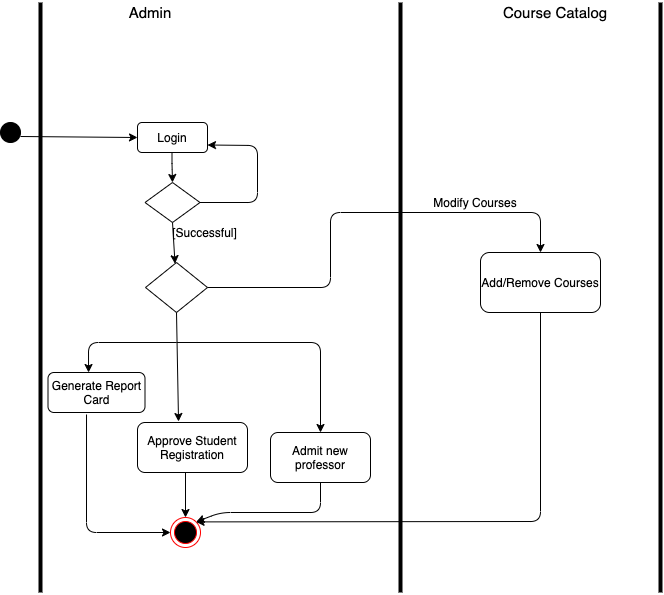 Admin
Course Catalog
Login
Modify Courses
[Successful]
Add/Remove Courses
Generate Report
Card
Approve Student
Registration
Admit new
professor